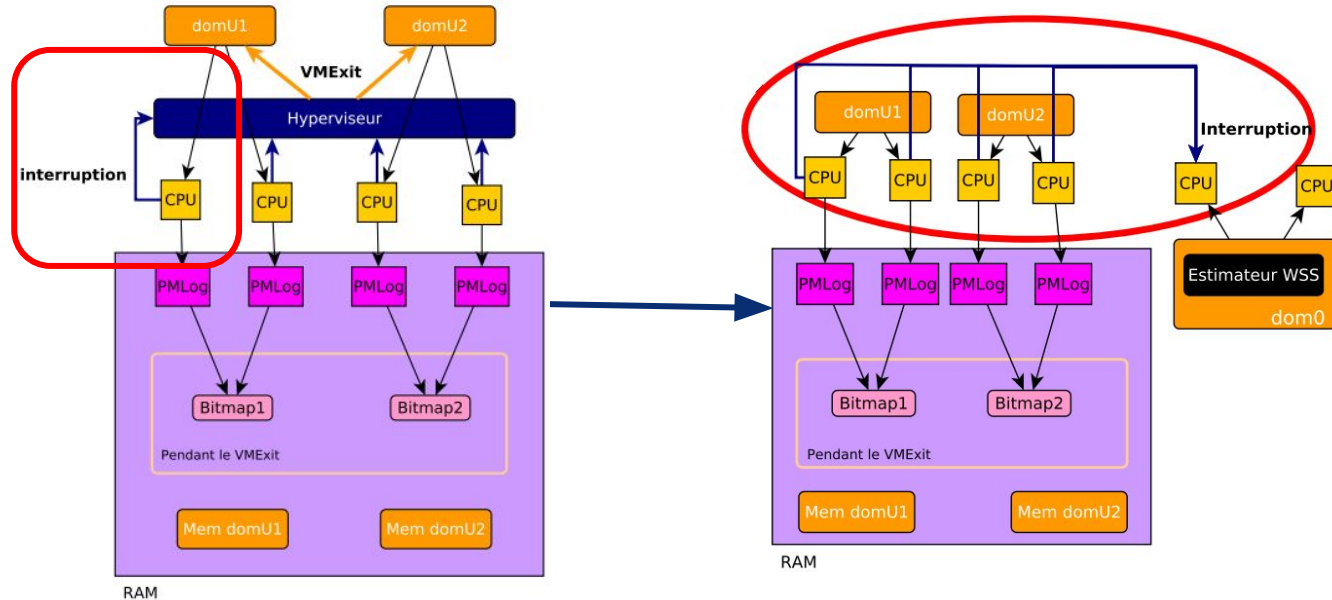 domU1
domU2
VMExit
Hyperviseur
interruption
CPU
CPU
CPU
CPU
PMLog
PMLog
PMLog
PMLog
Bitmap1
Bitmap2
Pendant le VMExit
Mem domU1
Mem domU2
RAM
domU1
domU2
Interruption
CPU
CPU
CPU
CPU
CPU
CPU
PMLog
PMLog
PMLog
PMLog
Estimateur WSS
dom0
Bitmap1
Bitmap2
Pendant le VMExit
Mem domU1
Mem domU2
RAM